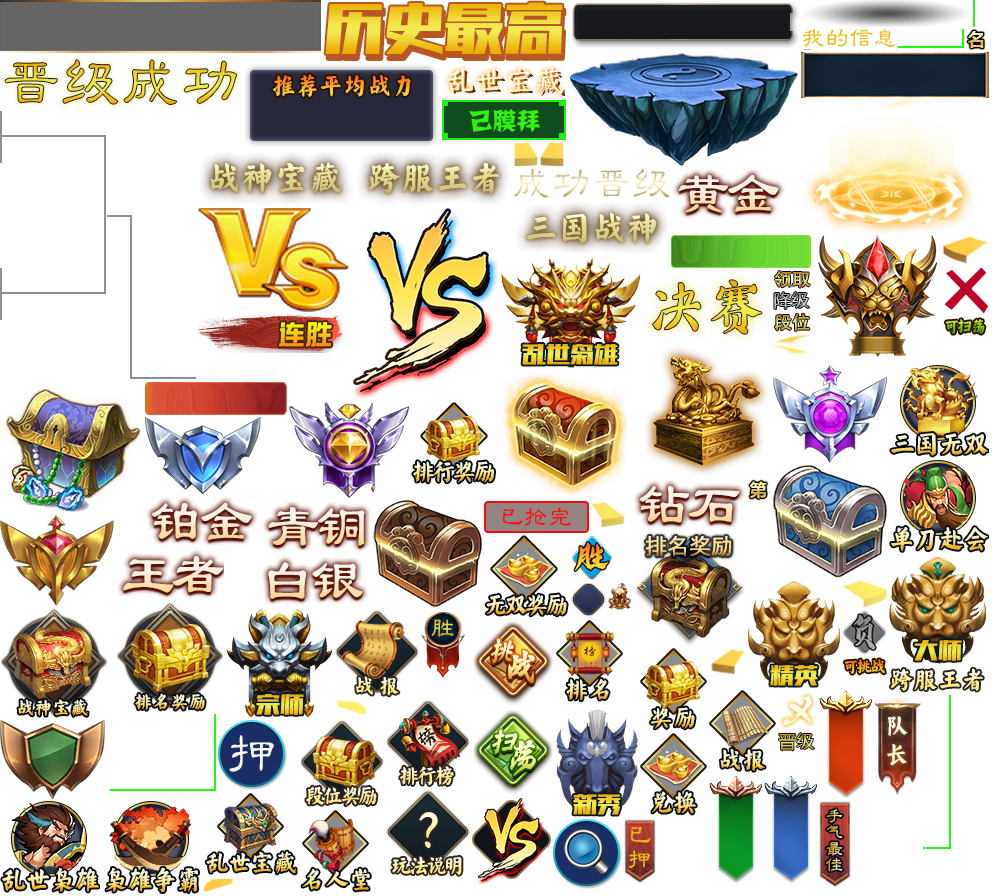 历史最高
我的信息
名
晋级成功
推荐平均战力
乱世宝藏
已膜拜
战神宝藏
跨服王者
成功晋级
黄金
三国战神
VS
连胜
VS
乱世枭雄
决赛
领取
降级
段位
可扫荡
排行奖励
三国无双
铂金
青铜
已抢完
钻石
第
排名奖励
单刀赴会
王者
白银
无双奖励
胜
战神宝藏
排名奖励
宗师
战报
胜
挑战
榜
排名
奖励
精英
负
可挑战
大师
跨服王者
押
段位奖励
榜
排行榜
扫荡
新秀
兑换
战报
晋级
队长
乱世枭雄
枭雄争霸
乱世宝藏
名人堂
?
玩法说明
VS
已押
手气最佳